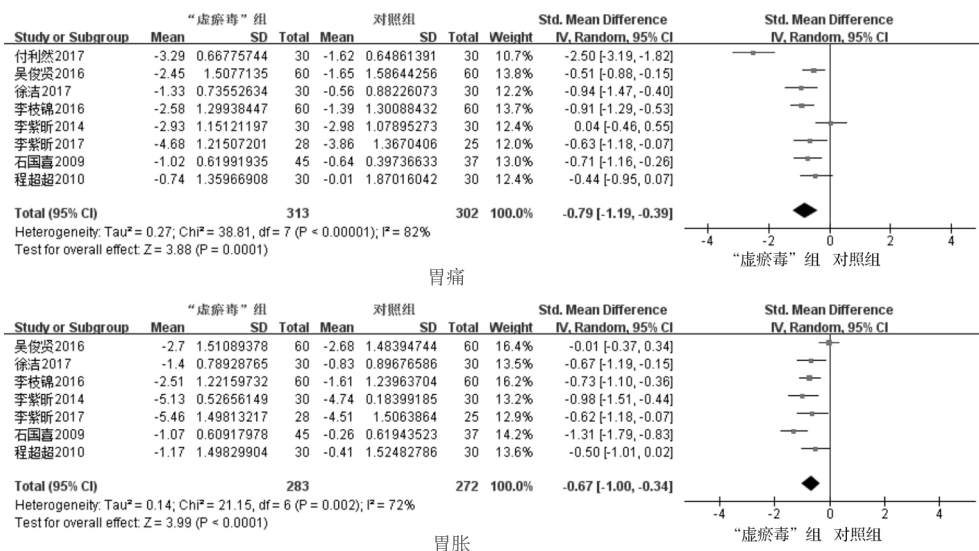 “虚瘀毒”组 对照组 Std. Mean Difference Std. Mean Difference
Study or Subgroup Mean SD Total Mean SD Total Weight IV, Random, 95% CI IV, Random, 95% CI
付利然2017 -3.29 0.66775744 30 -1.62 0.64861391 30 10.7% -2.50 [-3.19, -1.82]
吴俊贤2016 -2.45 1.5077135 60 -1.65 1.58644256 60 13.8% -0.51 [-0.88, -0.15]
徐洁2017 -1.33 0.73552634 30 -0.56 0.88226073 30 12.1% -0.94 [-1.47, -0.40]
李枝锦2016 -2.58 1.29938447 60 -1.39 1.30088432 60 13.7% -0.91 [-1.29, -0.53]
李紫昕2014 -2.93 1.15121197 30 -2.98 1.07895273 30 12.4% 0.04 [-0.46, 0.55]
李紫昕2017 -4.68 1.21507201 28 -3.86 1.3670406 25 11.9% -0.63 [-1.18, -0.07]
石国喜2009 -1.02 0.61991935 45 -0.64 0.39736633 37 13.0% -0.71 [-1.16, -0.26]
程超超2010 -0.74 1.35966908 30 -0.01 1.87016042 30 12.4% -0.44 [-0.95, 0.07]
Total (95% CI) 313 302 100.0% -0.79 [-1.19, -0.39]
Heterogeneity: Tau² = 0.27; Chi² = 38.81, df = 7 (P < 0.00001); I² = 82%
Test for overall effect: Z = 3.88 (P = 0.0001)
-4 -2 0 2 4
“虚瘀毒”组 对照组
胃痛
“虚瘀毒”组 对照组 Std. Mean Difference Std. Mean Difference
Study or Subgroup Mean SD Total Mean SD Total Weight IV, Random, 95% CI IV, Random, 95% CI
吴俊贤2016 -2.7 1.51089378 60 -2.68 1.48394744 60 16.4% -0.01 [-0.37, 0.34]
徐洁2017 -1.4 0.78928765 30 -0.83 0.89676586 30 13.5% -0.67 [-1.19, -0.15]
李枝锦2016 -2.51 1.22159732 60 -1.61 1.23963704 60 16.2% -0.73 [-1.10, -0.36]
李紫昕2014 -5.13 0.52656149 30 -4.74 0.18399185 30 13.2% -0.98 [-1.51, -0.44]
李紫昕2017 -5.46 1.49813217 28 -4.51 1.5063864 25 12.9% -0.62 [-1.18, -0.07]
石国喜2009 -1.07 0.60917978 45 -0.26 0.61943523 37 14.2% -1.31 [-1.79, -0.83]
程超超2010 -1.17 1.49829904 30 -0.41 1.52482786 30 13.6% -0.50 [-1.01, 0.02]
Total (95% CI) 283 272 100.0% -0.67 [-1.00, -0.34]
Heterogeneity: Tau² = 0.14; Chi² = 21.15, df = 6 (P = 0.002); I² = 72%
Test for overall effect: Z = 3.99 (P < 0.0001)
-4 -2 0 2 4
“虚瘀毒”组 对照组
胃胀